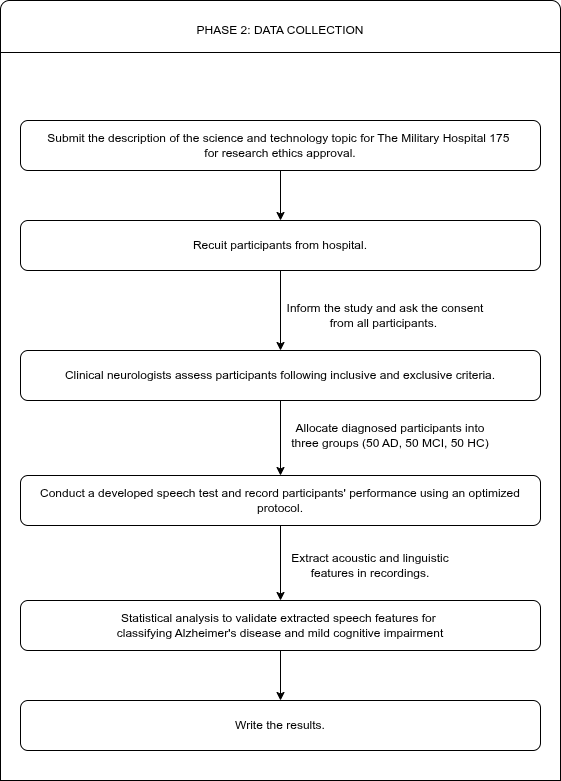 PHASE 2: DATA COLLECTION
Submit the description of the science and technology topic for The Military Hospital 175
for research ethics approval.
Recuit participants from hospital.
Inform the study and ask the consent
from all participants.
Clinical neurologists assess participants following inclusive and exclusive criteria.
Allocate diagnosed participants into
three groups (50 AD, 50 MCI, 50 HC)
Conduct a developed speech test and record participants' performance using an optimized
protocol.
Extract acoustic and linguistic
features in recordings.
Statistical analysis to validate extracted speech features for
classifying Alzheimer's disease and mild cognitive impairment
Write the results.